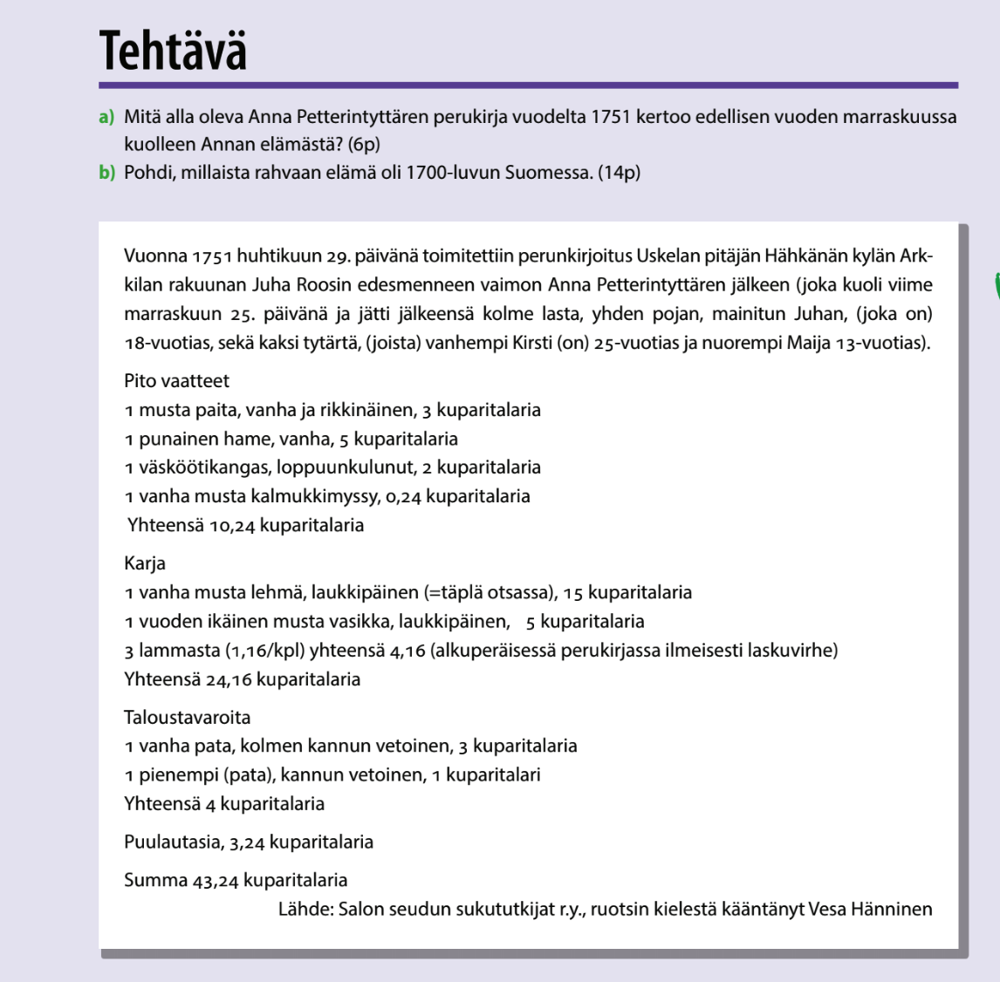 Tehtävä
a) Mitä alla oleva Anna Petterintyttären perukirja vuodelta 1751 kertoo edellisen vuoden marraskuussa
kuolleen Annan elämästä? (6p)
b) Pohdi, millaista rahvaan elämä oli 1700-luvun Suomessa. (14p)
Vuonna 1751 huhtikuun 29. päivänä toimitettiin perunkirjoitus Uskelan pitäjän Hähkänän kylän Ark-
kilan rakuunan Juha Roosin edesmenneen vaimon Anna Petterintyttären jälkeen (joka kuoli viime
marraskuun 25. päivänä ja jätti jälkeensä kolme lasta, yhden pojan, mainitun Juhan, (joka on)
18-vuotias, sekä kaksi tytärtä, (joista) vanhempi Kirsti (on) 25-vuotias ja nuorempi Maija 13-vuotias).
Pito vaatteet
1 musta paita, vanha ja rikkinäinen, 3 kuparitalaria
1 punainen hame, vanha, 5 kuparitalaria
1 väsköötikangas, loppuunkulunut, 2 kuparitalaria
1 vanha musta kalmukkimyssy, 0,24 kuparitalaria
Yhteensä 10,24 kuparitalaria
Karja
1 vanha musta lehmä, laukkipäinen (=täplä otsassa), 15 kuparitalaria
1 vuoden ikäinen musta vasikka, laukkipäinen, 5 kuparitalaria
3 lammasta (1,16/kpl) yhteensä 4,16 (alkuperäisessä perukirjassa ilmeisesti laskuvirhe)
Yhteensä 24,16 kuparitalaria
Taloustavaroita
1 vanha pata, kolmen kannun vetoinen, 3 kuparitalaria
1 pienempi (pata), kannun vetoinen, 1 kuparitalari
Yhteensä 4 kuparitalaria
Puulautasia, 3,24 kuparitalaria
Summa 43,24 kuparitalaria
Lähde: Salon seudun sukututkijat r.y., ruotsin kielestä kääntänyt Vesa Hänninen